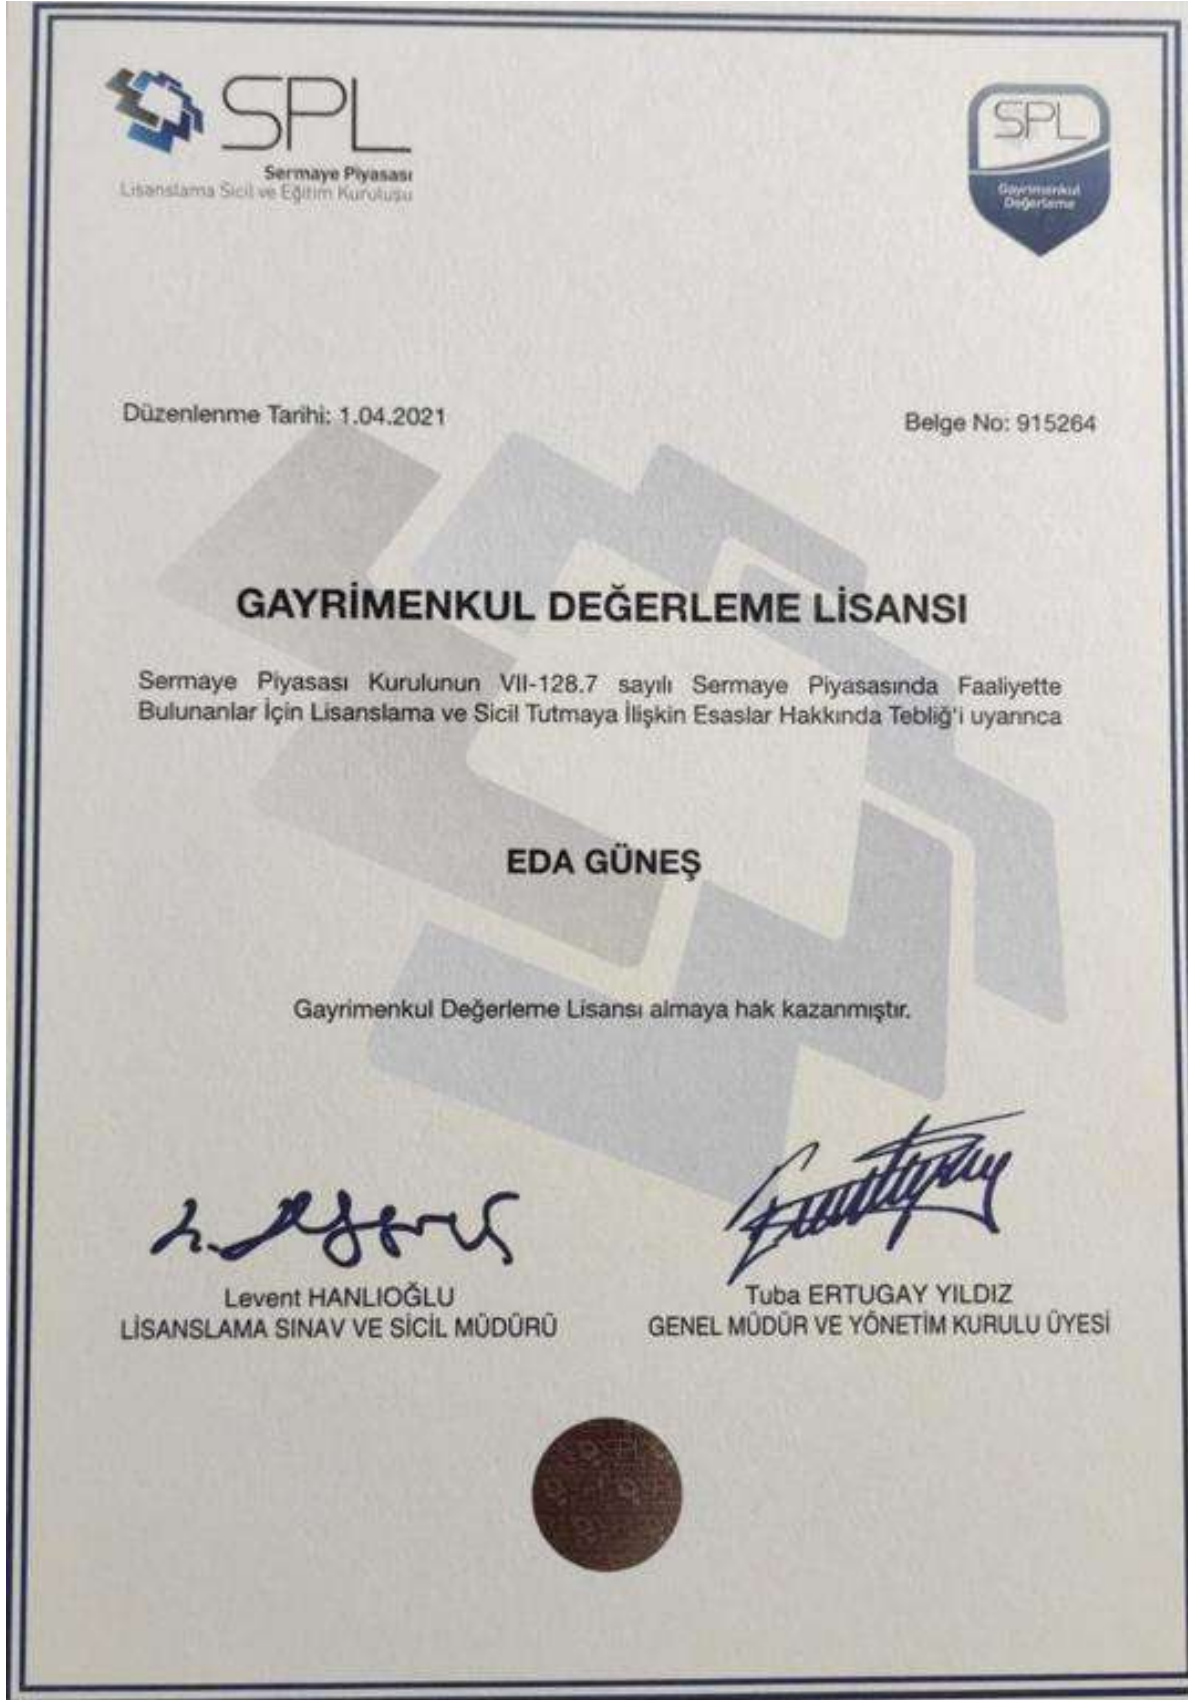 SPL
Sermaye Piyasası
Lisanslama Sicil ve Eğitim Kuruluşu
SPL
Gayrimenkul
Değerleme
Düzenlenme Tarihi: 1.04.2021
Belge No: 915264
GAYRİMENKUL DEĞERLEME LİSANSI
Sermaye Piyasası Kurulunun VII-128.7 sayılı Sermaye Piyasasında Faaliyette
Bulunanlar İçin Lisanslama ve Sicil Tutmaya İlişkin Esaslar Hakkında Tebliğ'i uyarınca
EDA GÜNEŞ
Gayrimenkul Değerleme Lisansı almaya hak kazanmıştır.
Levent HANLIOĞLU
LİSANSLAMA SINAV VE SİCİL MÜDÜRÜ
Tuba ERTUGAY YILDIZ
GENEL MÜDÜR VE YÖNETİM KURULU ÜYESİ